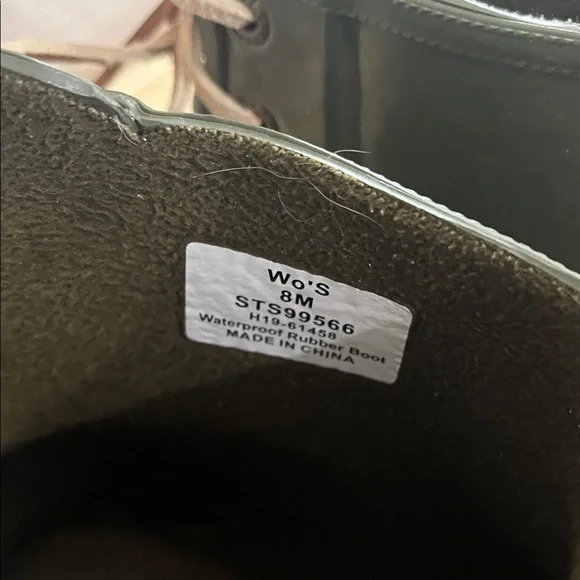 Wo'S
8M
STS99566
H19-61458
Waterproof Rubber Boot
MADE IN CHINA